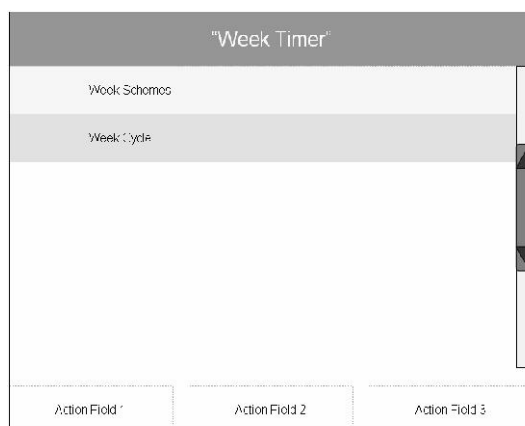 "Week Timer"
Week Schemes
Week Cycle
Action Field 1
Action Field 2
Action Field 3